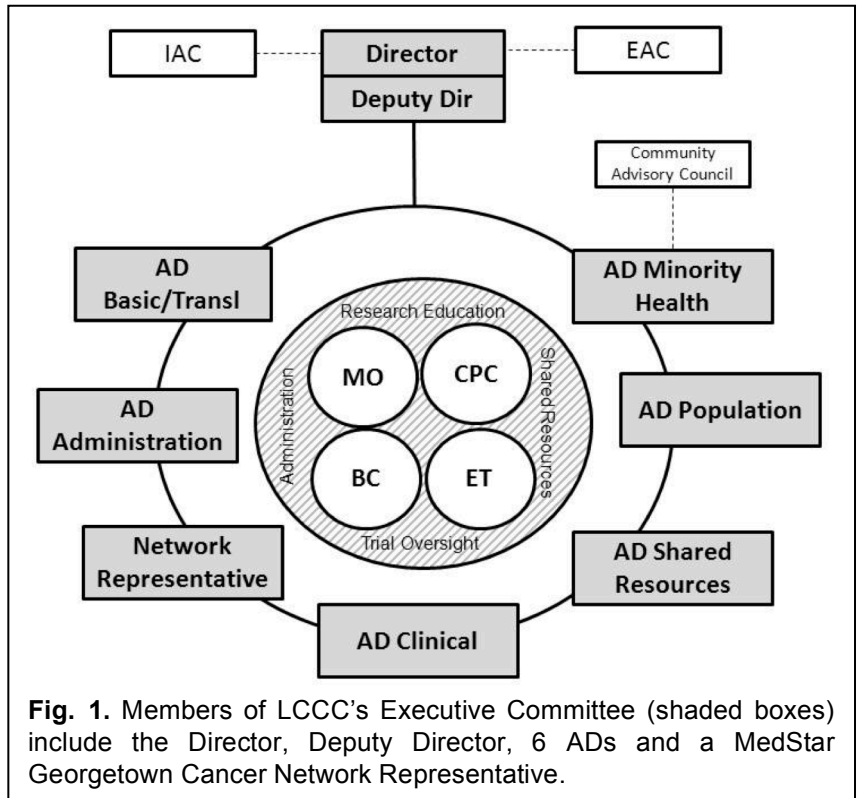 IAC
Director
EAC
Deputy Dir
Community
Advisory Council
AD
Basic/Transl
AD Minority
Health
Research Education
MO
CPC
Administration
Shared Resources
AD
Administration
AD Population
BC
ET
Network
Representative
Trial Oversight
AD Shared
Resources
AD Clinical
Fig. 1. Members of LCCC’s Executive Committee (shaded boxes)
include the Director, Deputy Director, 6 ADs and a MedStar
Georgetown Cancer Network Representative.